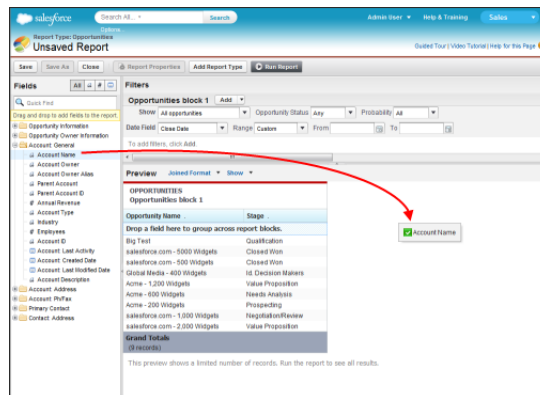 salesforce
Search All...
Search
Options...
Admin User
Help & Training
Sales
Report Type: Opportunities
Unsaved Report
Guided Tour | Video Tutorial | Help for this Page
Save
Save As
Close
Report Properties
Add Report Type
Run Report
Fields
All
#
Quick Find
Drag and drop to add fields to the report.
Opportunity Information
Opportunity Owner Information
Account: General
Account Name
Account Owner
Account Owner Alias
Parent Account
Parent Account ID
# Annual Revenue
Account Type
Industry
# Employees
Account ID
Account: Last Activity
Account: Created Date
Account: Last Modified Date
Account Description
Account: Address
Account: Ph/Fax
Primary Contact
Contact: Address
Filters
Opportunities block 1
Add
Show
All opportunities
Opportunity Status
Any
Probability
All
Date Field
Close Date
Range
Custom
From
To
To add filters, click Add.
Preview
Joined Format
Show
OPPORTUNITIES
Opportunities block 1
Opportunity Name
Stage
Drop a field here to group across report blocks.
Big Test
Qualification
salesforce.com - 5000 Widgets
Closed Won
salesforce.com - 500 Widgets
Closed Won
Global Media - 400 Widgets
Id. Decision Makers
Acme - 1,200 Widgets
Value Proposition
Acme - 600 Widgets
Needs Analysis
Acme - 200 Widgets
Prospecting
salesforce.com - 1,000 Widgets
Negotiation/Review
salesforce.com - 2,000 Widgets
Value Proposition
Grand Totals
(9 records)
Account Name
This preview shows a limited number of records. Run the report to see all results.